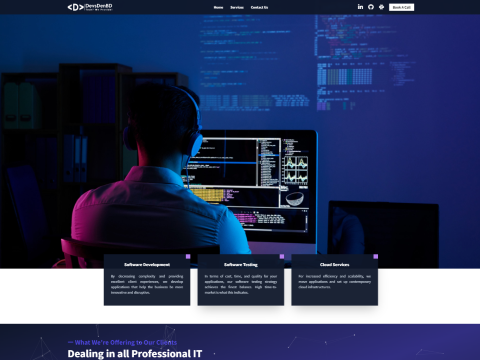 <D> DevsDenED
Home Services Contact Us
Book A Call
Software Development
By decreasing complexity and providing
excellent client experiences, we develop
applications that help the business for more
innovative and disruptive.
Software Testing
In terms of cost, time, and quality for your
applications, our software testing strategy
achieves the finest balance. High data-to-
market is what this indicates.
Cloud Services
For increased efficiency and scalability, we
move applications and set up contemporary
cloud infrastructures.
— What We're Offering to Our Clients
Dealing in all Professional IT